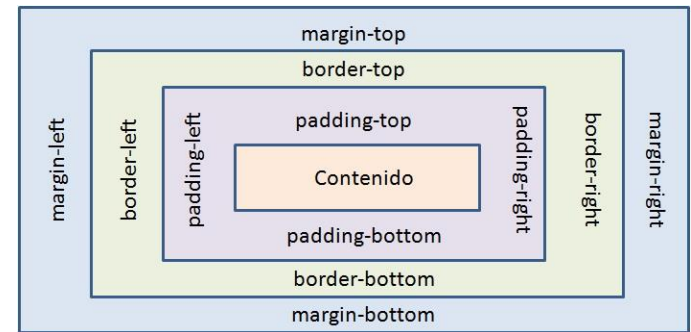 margin-top
border-top
padding-top
margin-left
border-left
padding-left
Contenido
padding-right
border-right
margin-right
padding-bottom
border-bottom
margin-bottom